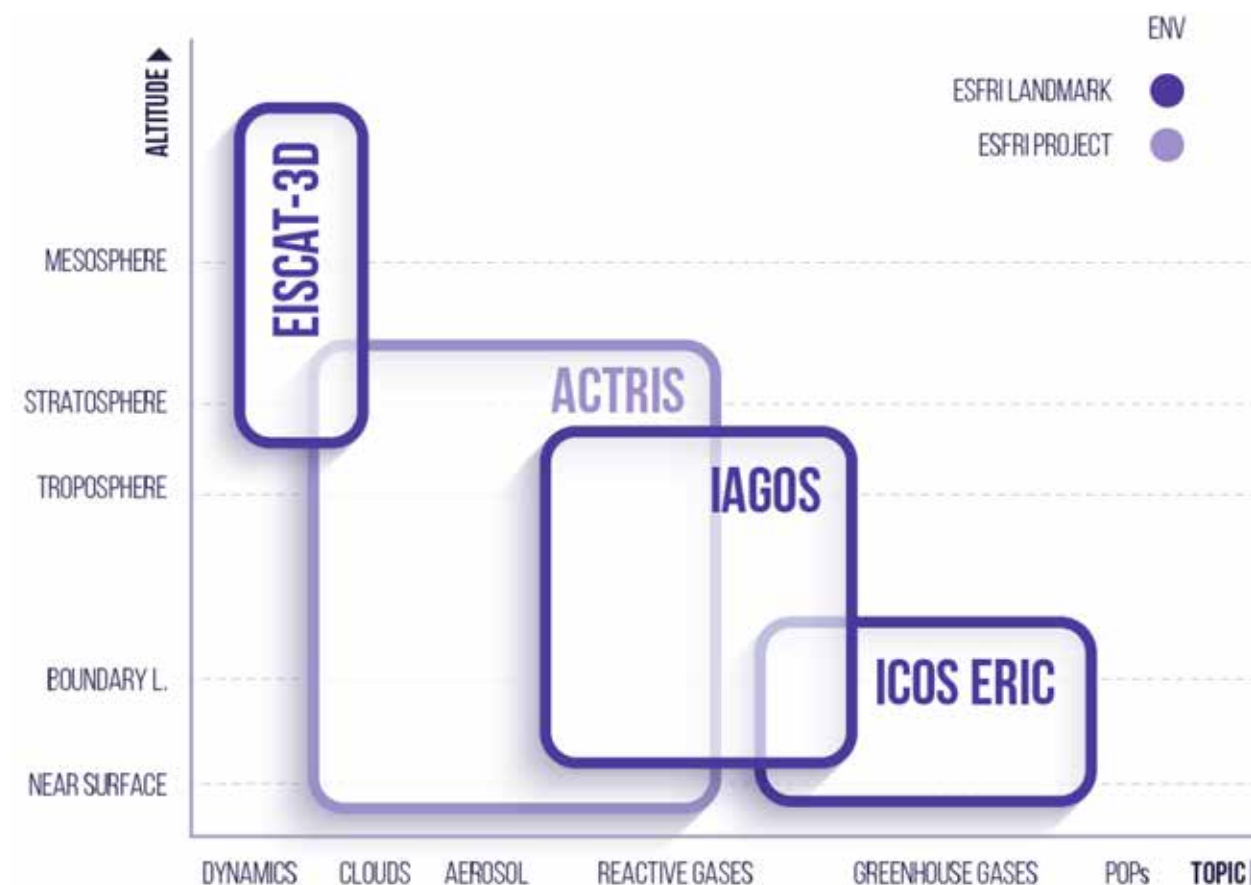 ENV
ESFRI LANDMARK
ESFRI PROJECT
ALTITUDE
MESOSPHERE
STRATOSPHERE
TROPOSPHERE
BOUNDARY L.
NEAR SURFACE
EISCAT-3D
ACTRIS
IAGOS
ICOS ERIC
DYNAMICS CLOUDS AEROSOL REACTIVE GASES GREENHOUSE GASES POPs TOPIC